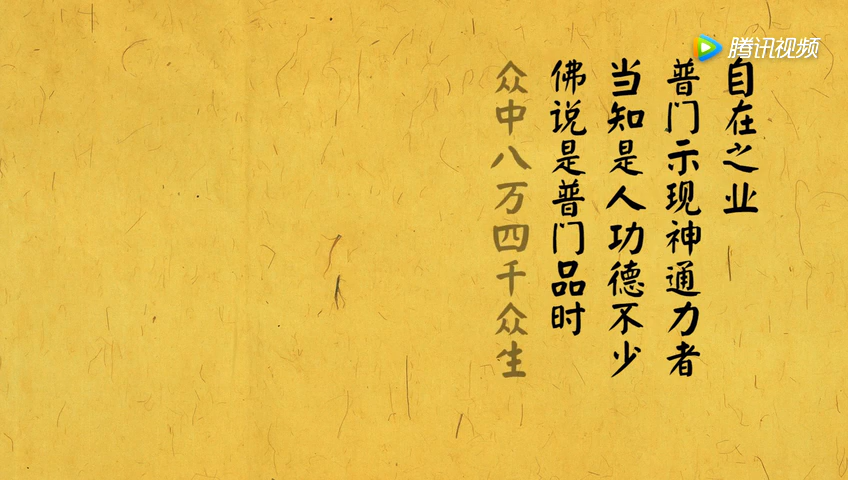 腾讯视频
自在之业
普门示现神通力者
当知是人功德不少
佛说是普门品时
众中八万四千众生